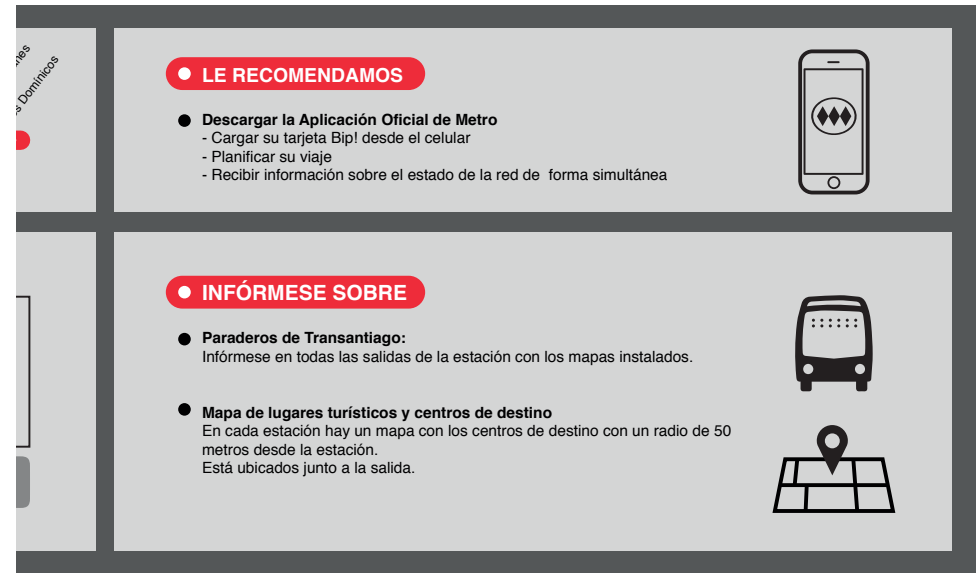 Domínicos
LE RECOMENDAMOS
Descargar la Aplicación Oficial de Metro
- Cargar su tarjeta Bip! desde el celular
- Planificar su viaje
- Recibir información sobre el estado de la red de forma simultánea
INFÓRMESE SOBRE
Paraderos de Transantiago:
Infórmese en todas las salidas de la estación con los mapas instalados.
Mapa de lugares turísticos y centros de destino
En cada estación hay un mapa con los centros de destino con un radio de 50
metros desde la estación.
Está ubicados junto a la salida.